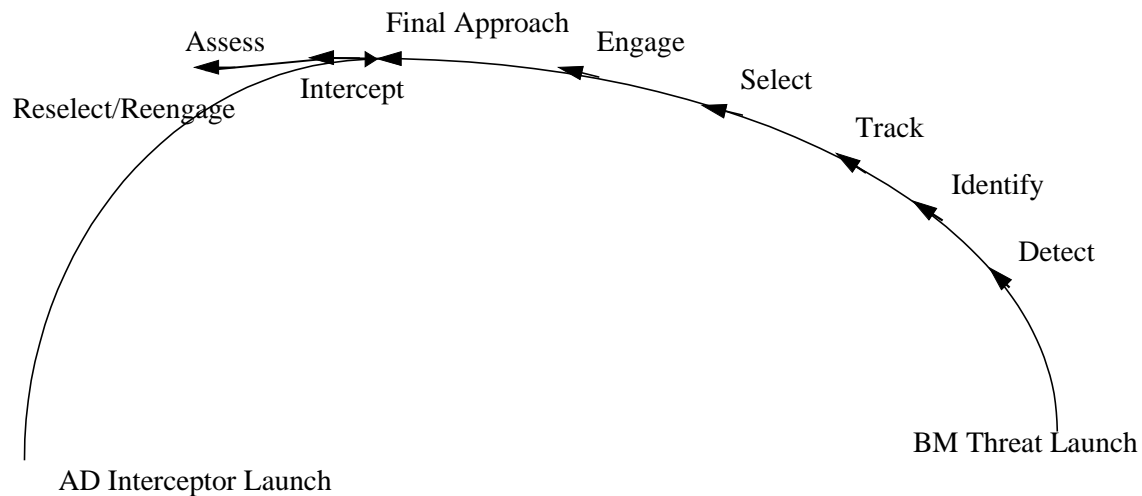 Final Approach
Assess
Engage
Intercept
Select
Reselect/Reengage
Track
Identify
Detect
BM Threat Launch
AD Interceptor Launch